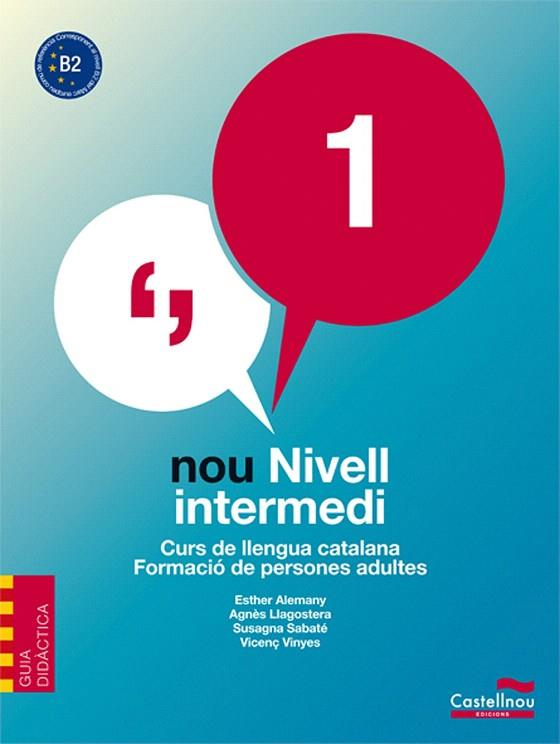 Corresponent al nivell B2 del Marc europeu comú de referència
B2
1
nou Nivell
intermedi
Curs de llengua catalana
Formació de persones adultes
Esther Alemany
Agnès Llagostera
Susagna Sabaté
Vicenç Vinyes
GUIA
DIDÀCTICA
Castellnou
EDICIONS